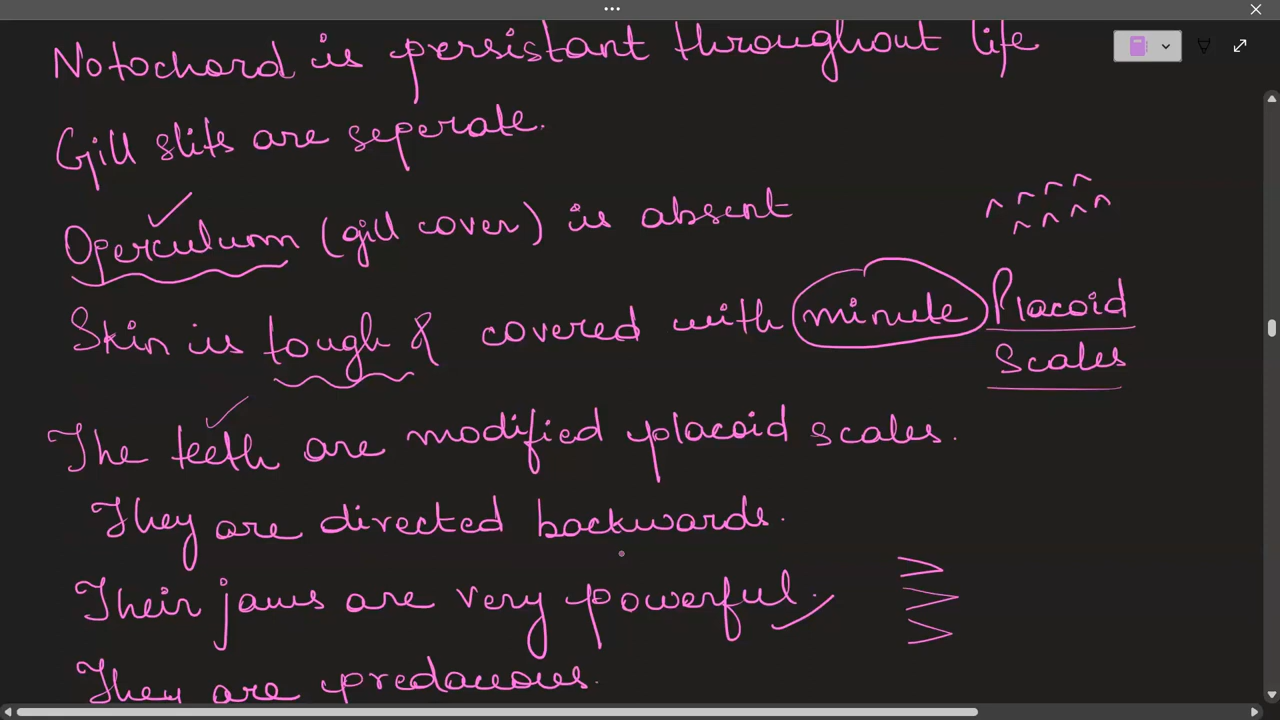 Notochord is persistant throughout life
Gill slits are seperate.
Operculum (gill cover) is absent
Skin is tough & covered with minute Placoid
Scales
The teeth are modified placoid scales.
They are directed backwards.
Their jaws are very powerful.
They are predaceous.